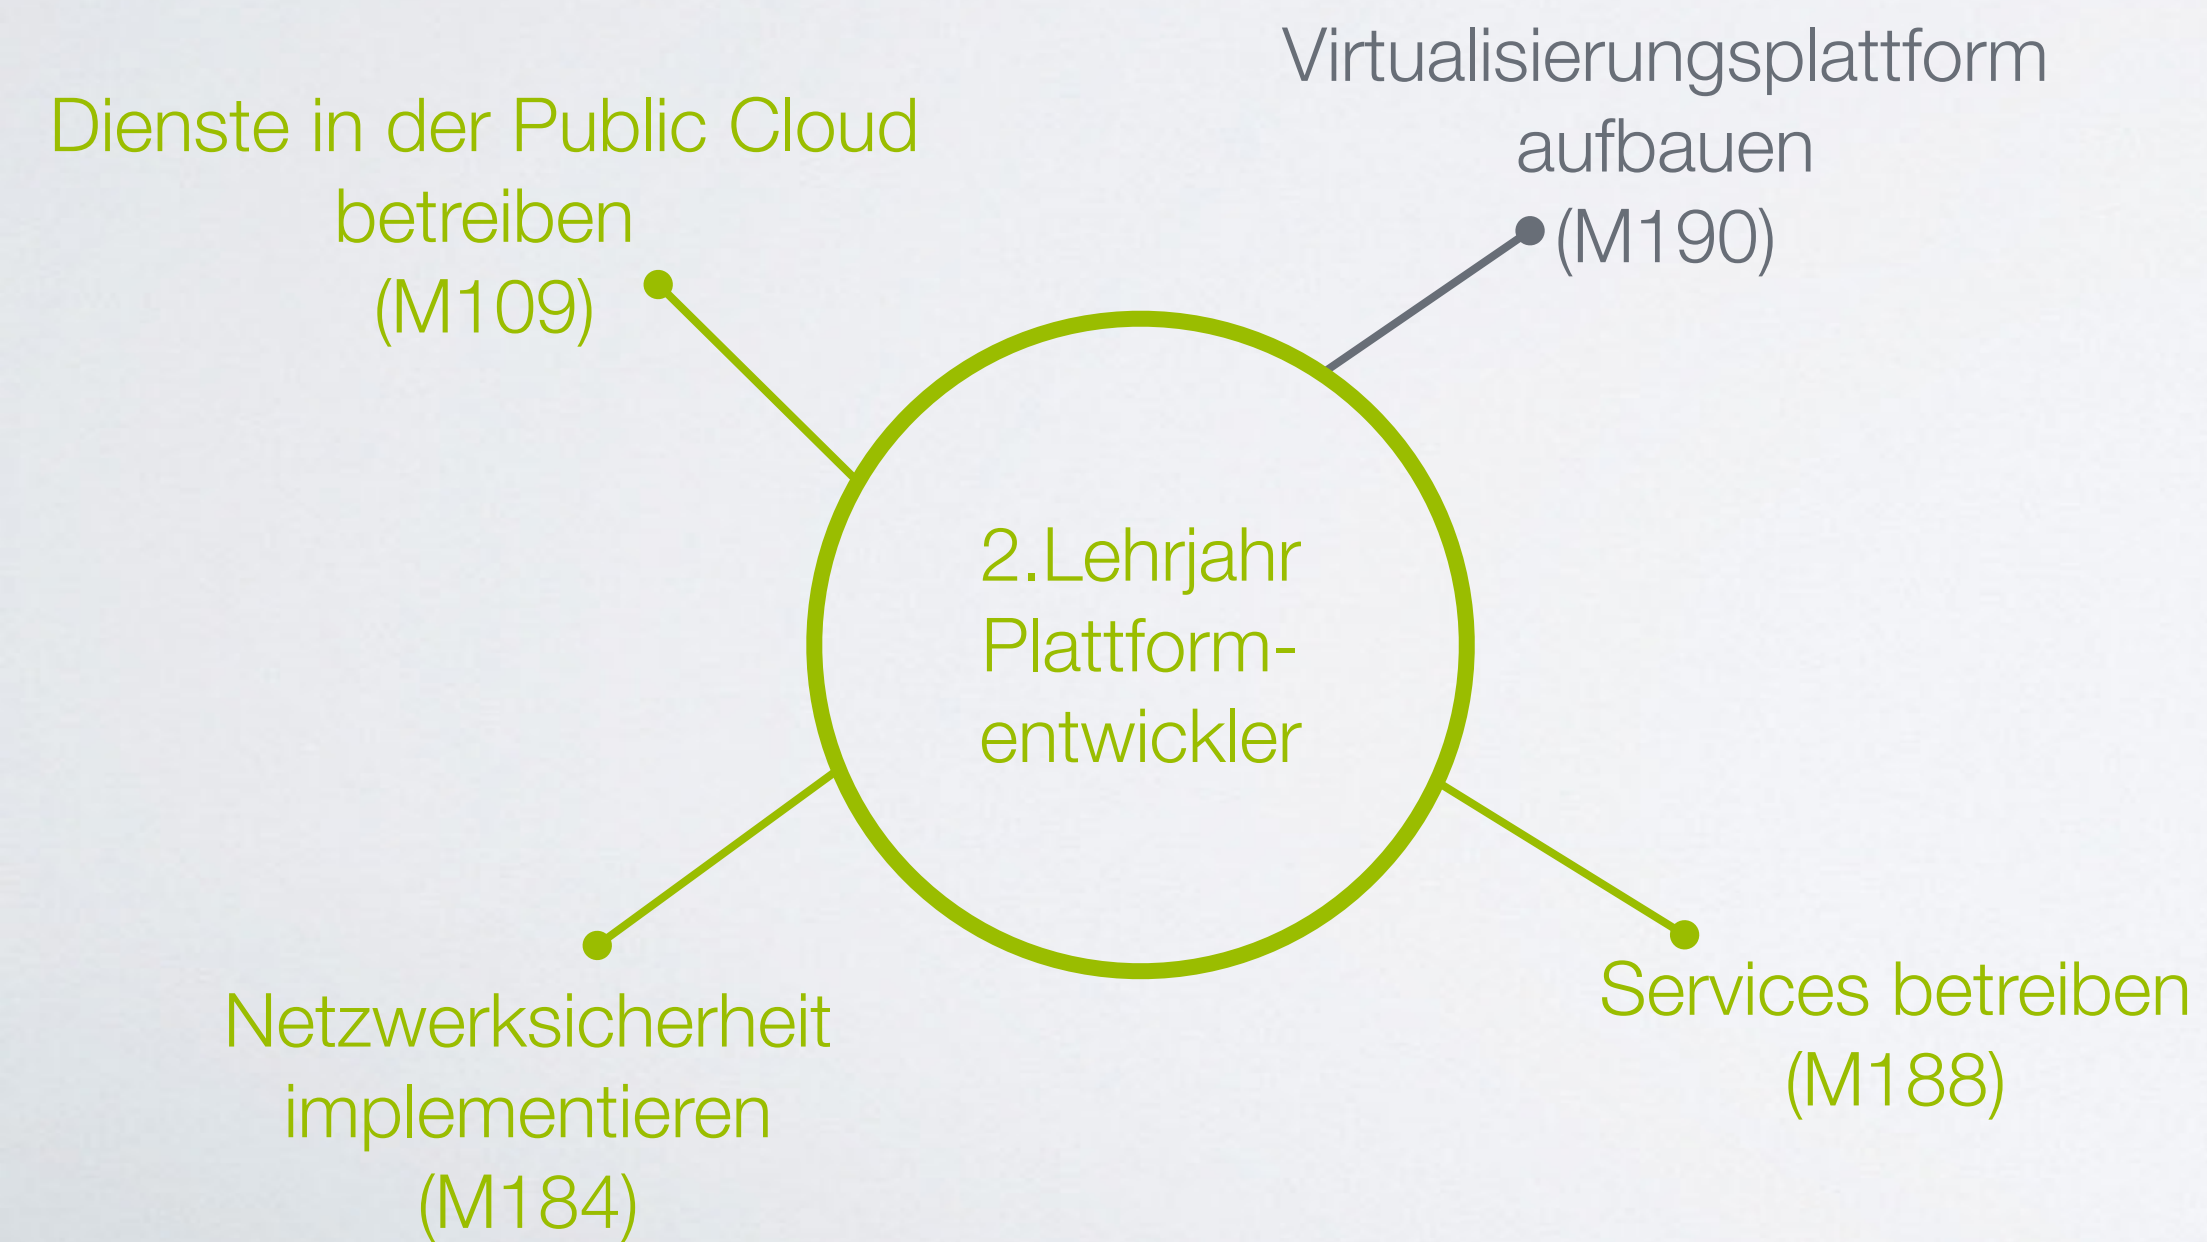 Dienste in der Public Cloud
betreiben
(M109)
Virtualisierungsplattform
aufbauen
(M190)
2.Lehrjahr
Plattform-
entwickler
Netzwerksicherheit
implementieren
(M184)
Services betreiben
(M188)